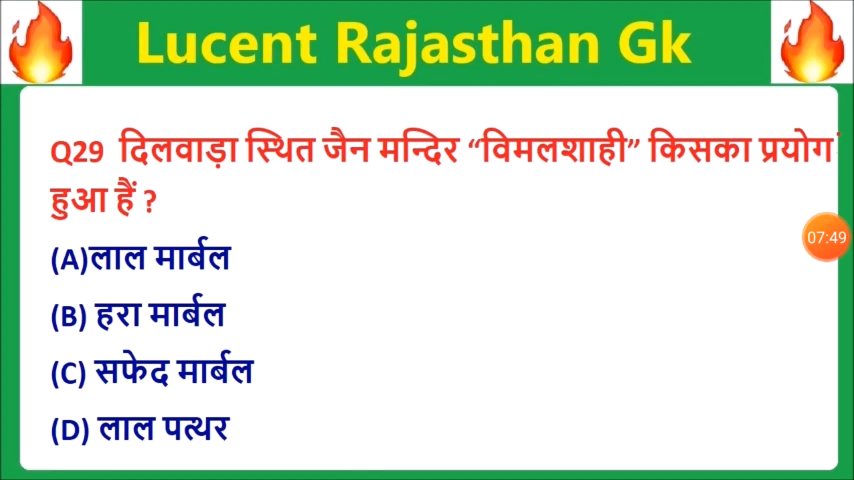 Lucent Rajasthan Gk
Q29 दिलवाड़ा स्थित जैन मन्दिर “विमलशाही” किसका प्रयोग
हुआ हैं ?
(A)लाल मार्बल
(B) हरा मार्बल
(C) सफेद मार्बल
(D) लाल पत्थर
07:49